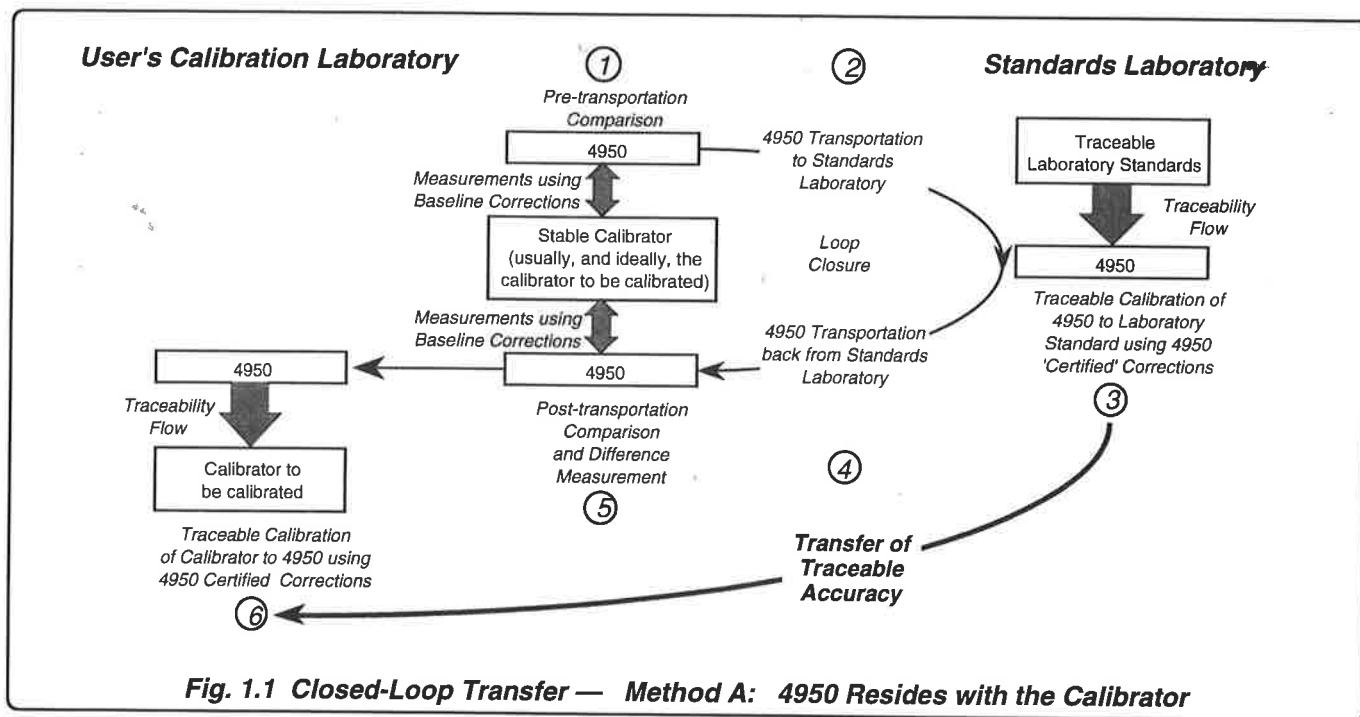 User's Calibration Laboratory
1
2
Standards Laboratory
Pre-transportation
Comparison
4950
Measurements using
Baseline Corrections
Stable Calibrator
(usually, and ideally, the
calibrator to be calibrated)
Measurements using
Baseline Corrections
4950
Post-transportation
Comparison
and Difference
Measurement
5
4950 Transportation
to Standards
Laboratory
Loop
Closure
4950 Transportation
back from Standards
Laboratory
4
Transfer of
Traceable
Accuracy
Traceable
Laboratory Standards
Traceability
Flow
4950
Traceable Calibration of
4950 to Laboratory
Standard using 4950
'Certified' Corrections
3
4950
Traceability
Flow
Calibrator to
be calibrated
Traceable Calibration
of Calibrator to 4950 using
4950 Certified Corrections
6
Fig. 1.1 Closed-Loop Transfer — Method A: 4950 Resides with the Calibrator